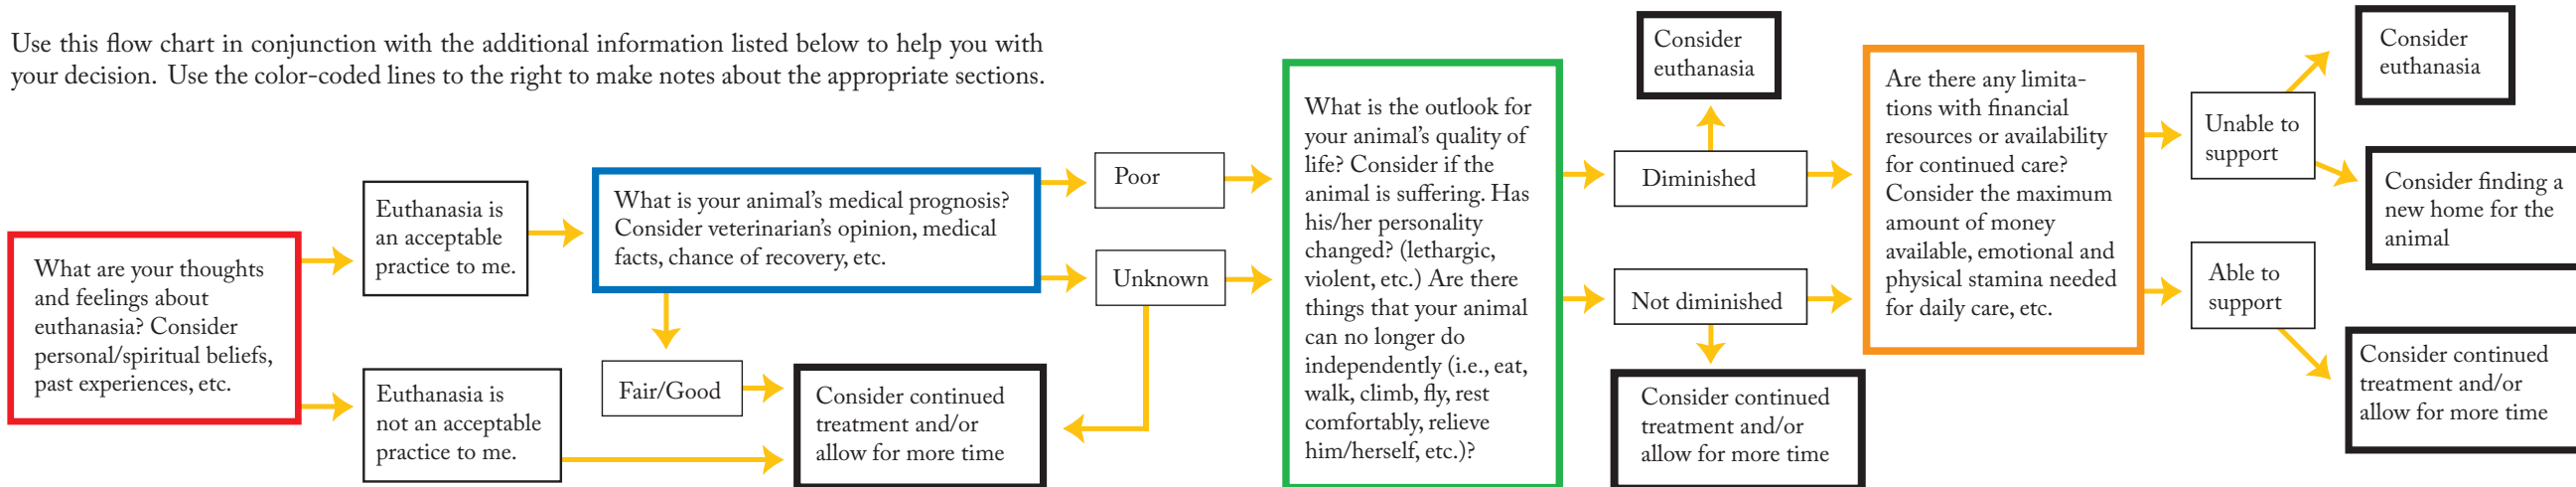 Use this flow chart in conjunction with the additional information listed below to help you with
your decision. Use the color-coded lines to the right to make notes about the appropriate sections.
What are your thoughts
and feelings about
euthanasia? Consider
personal/spiritual beliefs,
past experiences, etc.
Euthanasia is
an acceptable
practice to me.
Euthanasia is
not an acceptable
practice to me.
What is your animal's medical prognosis?
Consider veterinarian's opinion, medical
facts, chance of recovery, etc.
Fair/Good
Consider continued
treatment and/or
allow for more time
Poor
Unknown
What is the outlook for
your animal's quality of
life? Consider if the
animal is suffering. Has
his/her personality
changed? (lethargic,
violent, etc.) Are there
things that your animal
can no longer do
independently (i.e., eat,
walk, climb, fly, rest
comfortably, relieve
him/herself, etc.)?
Consider
euthanasia
Diminished
Not diminished
Consider continued
treatment and/or
allow for more time
Are there any limita-
tions with financial
resources or availability
for continued care?
Consider the maximum
amount of money
available, emotional and
physical stamina needed
for daily care, etc.
Unable to
support
Able to
support
Consider
euthanasia
Consider finding a
new home for the
animal
Consider continued
treatment and/or
allow for more time